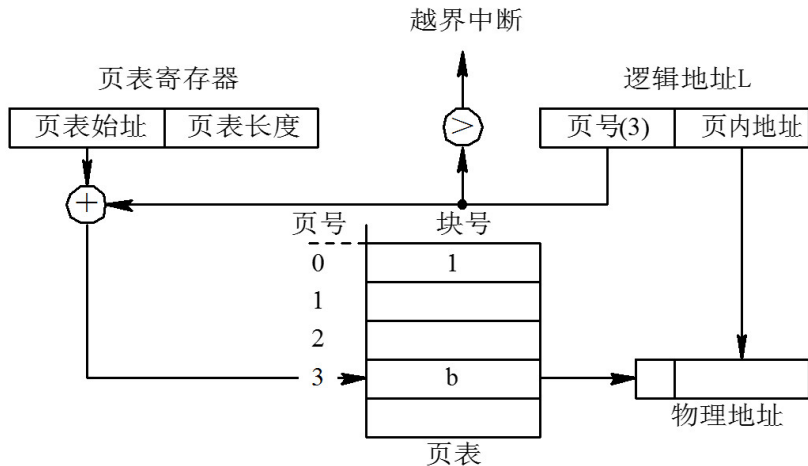 越界中断
页表寄存器
逻辑地址L
页表始址 页表长度
>
页号(3) 页内地址
+
页号 块号
0 1
1
2
3 b
物理地址
页表